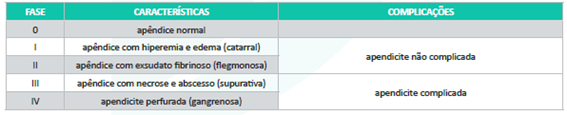 FASE CARACTERÍSTICAS COMPLICAÇÕES
0 apêndice normal
I apêndice com hiperemia e edema (catarral)
II apêndice com exsudato fibrinoso (flegmonosa)
apendicite não complicada
III apêndice com necrose e abscesso (supurativa)
IV apendicite perfurada (gangrenosa)
apendicite complicada